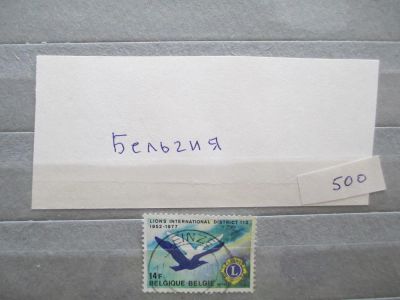 Бельгия
500
LIONS INTERNATIONAL DISTRICT 112
1952-1977
14F
BELGIQUE BELGIË
L